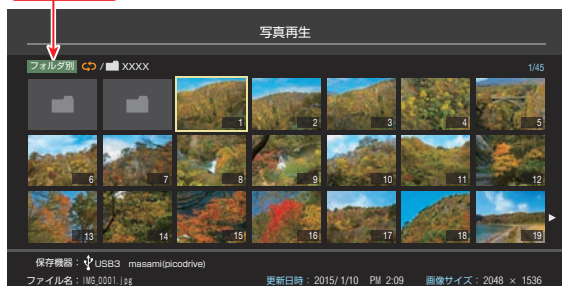 写真再生
フォルダ別 / XXXX 1/45
1 2 3 4 5
6 7 8 9 10 11 12
13 14 15 16 17 18 19
保存機器： USB3 masami(picodrive)
ファイル名：IMG_0001.jpg 更新日時：2015/ 1/10 PM 2:09 画像サイズ：2048 × 1536